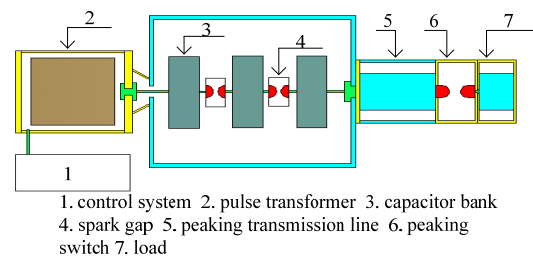 2
3
4
5
6
7
1
1. control system 2. pulse transformer 3. capacitor bank
4. spark gap 5. peaking transmission line 6. peaking
switch 7. load